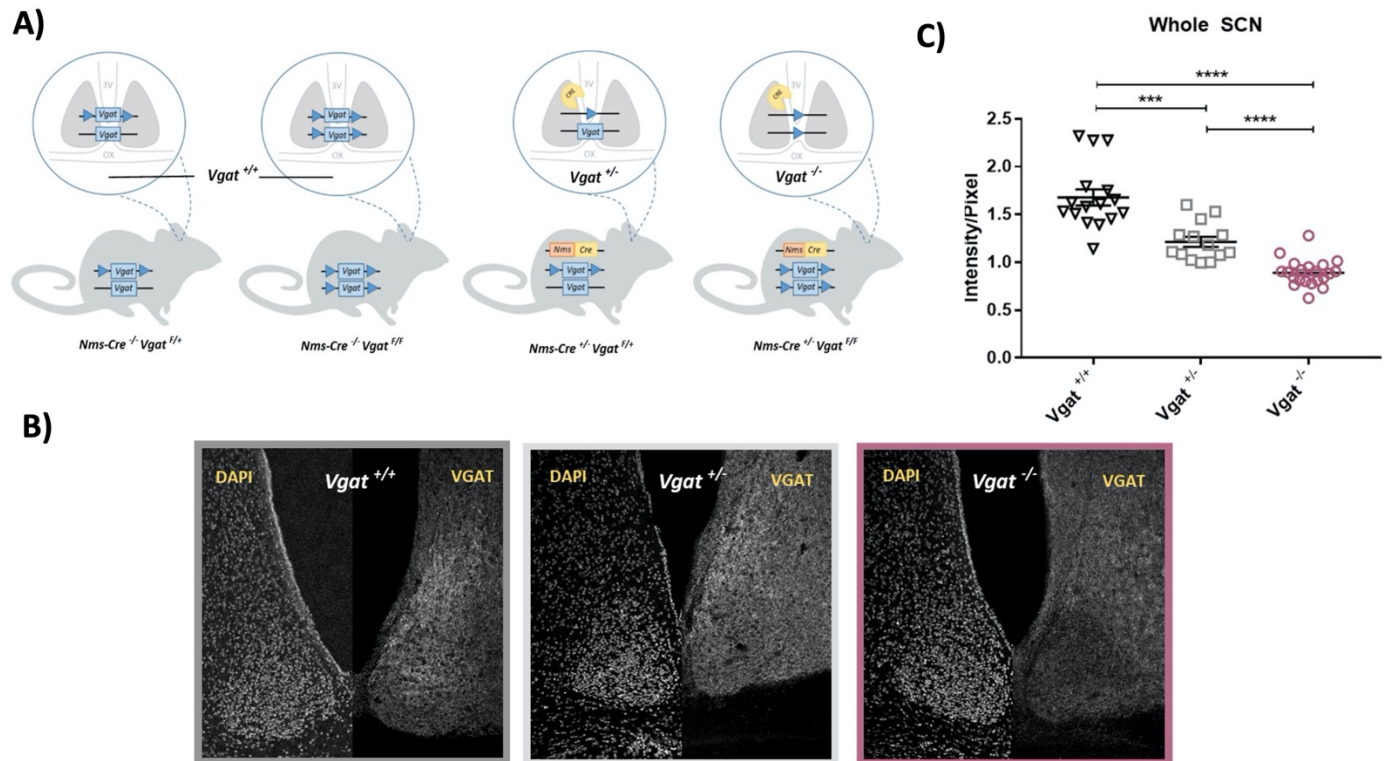 A)
3V
Vgat
Vgat
OX
3V
Vgat
Vgat
OX
Vgat +/+
CRE
3V
Vgat
OX
Vgat +/-
CRE
3V
OX
Vgat -/-
Vgat
Vgat
Nms-Cre -/- Vgat F/+
Vgat
Vgat
Nms-Cre -/- Vgat F/F
Nms Cre
Vgat
Vgat
Nms-Cre +/- Vgat F/+
Nms Cre
Vgat
Vgat
Nms-Cre +/- Vgat F/F
C)
Whole SCN
****
***
****
Intensity/Pixel
2.5
2.0
1.5
1.0
0.5
0.0
Vgat +/+
Vgat +/-
Vgat -/-
B)
DAPI Vgat +/+ VGAT
DAPI Vgat +/- VGAT
DAPI Vgat -/- VGAT